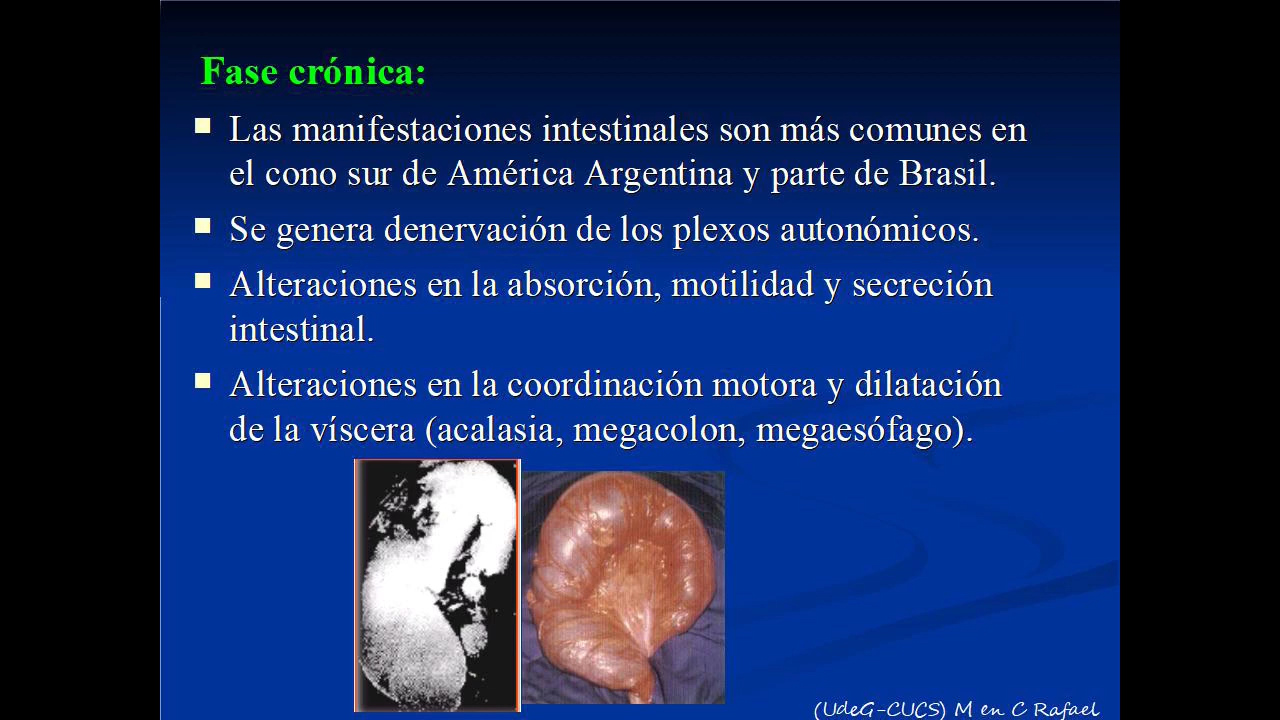 Fase crónica:
Las manifestaciones intestinales son más comunes en
el cono sur de América Argentina y parte de Brasil.
Se genera denervación de los plexos autonómicos.
Alteraciones en la absorción, motilidad y secreción
intestinal.
Alteraciones en la coordinación motora y dilatación
de la víscera (acalasia, megacolon, megaesófago).
(UdeG-CUCS) M en C Rafael